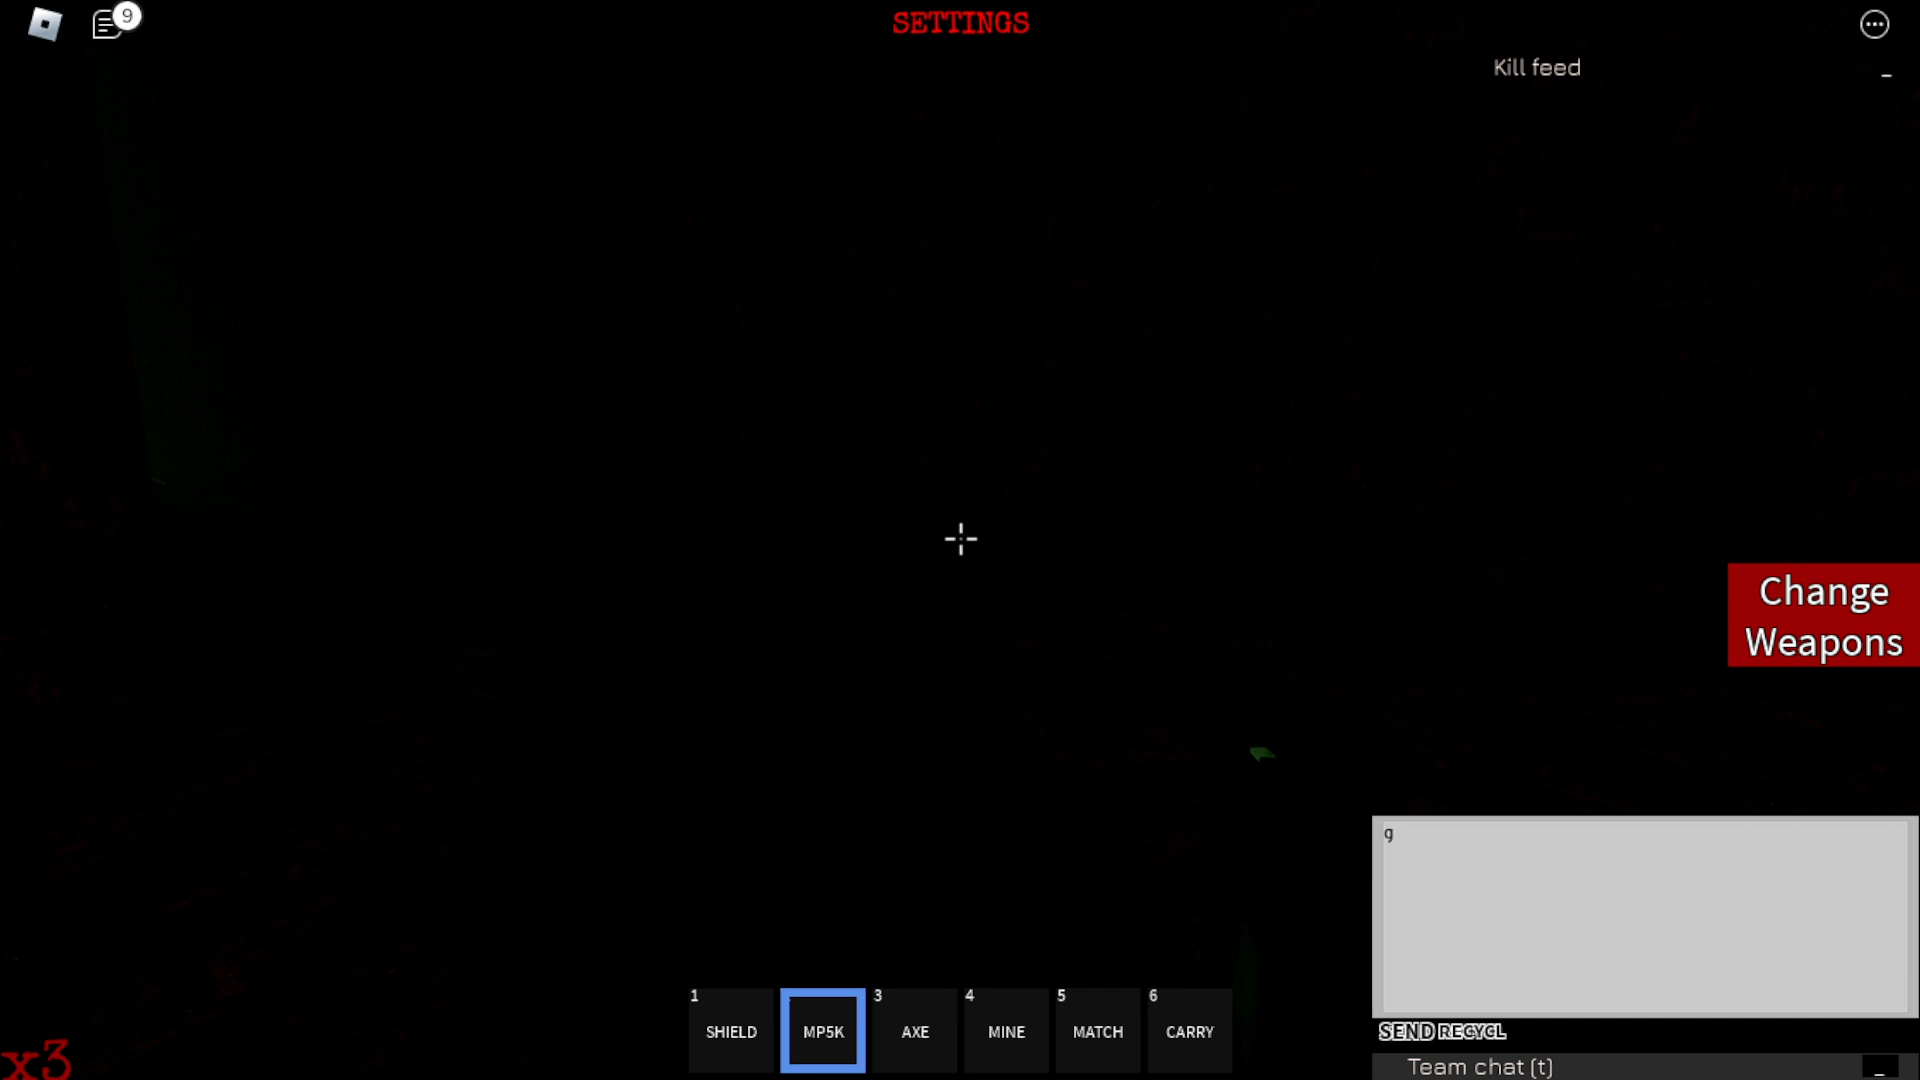 9
SETTINGS
Kill feed
Change
Weapons
g
1
3
4
5
6
SHIELD
MP5K
AXE
MINE
MATCH
CARRY
SEND RECYCL
x3
Team chat (t)